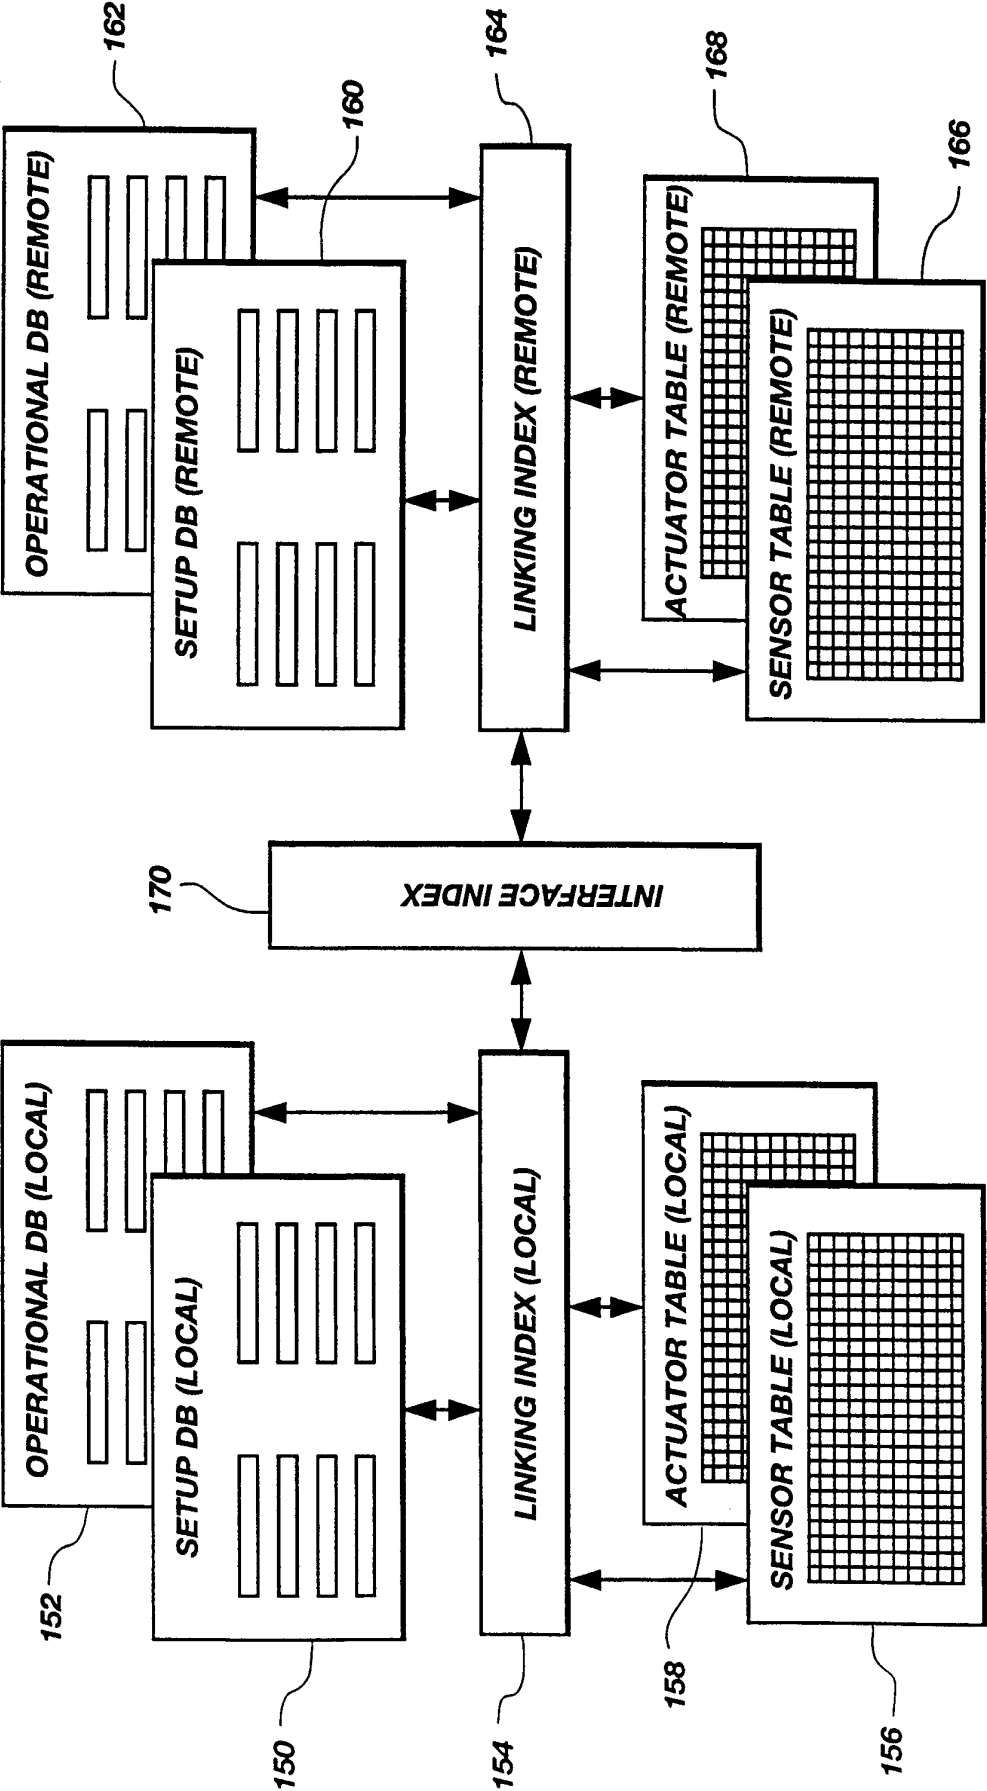 OPERATIONAL DB (LOCAL)
152
SETUP DB (LOCAL)
150
LINKING INDEX (LOCAL)
154
ACTUATOR TABLE (LOCAL)
158
SENSOR TABLE (LOCAL)
156
170
INTERFACE INDEX
OPERATIONAL DB (REMOTE)
162
SETUP DB (REMOTE)
160
LINKING INDEX (REMOTE)
164
ACTUATOR TABLE (REMOTE)
168
SENSOR TABLE (REMOTE)
166